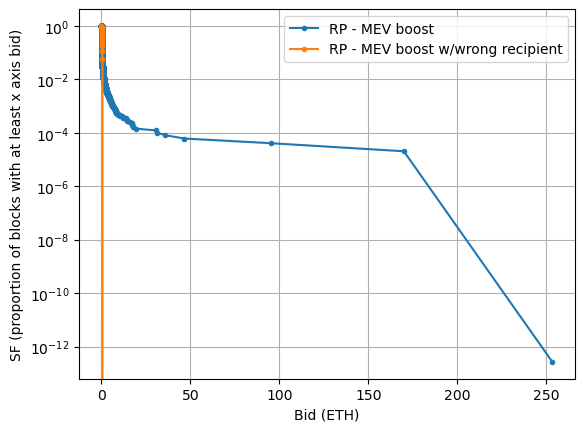 RP - MEV boost
RP - MEV boost w/wrong recipient
SF (proportion of blocks with at least x axis bid)
10⁰
10⁻²
10⁻⁴
10⁻⁶
10⁻⁸
10⁻¹⁰
10⁻¹²
0 50 100 150 200 250
Bid (ETH)